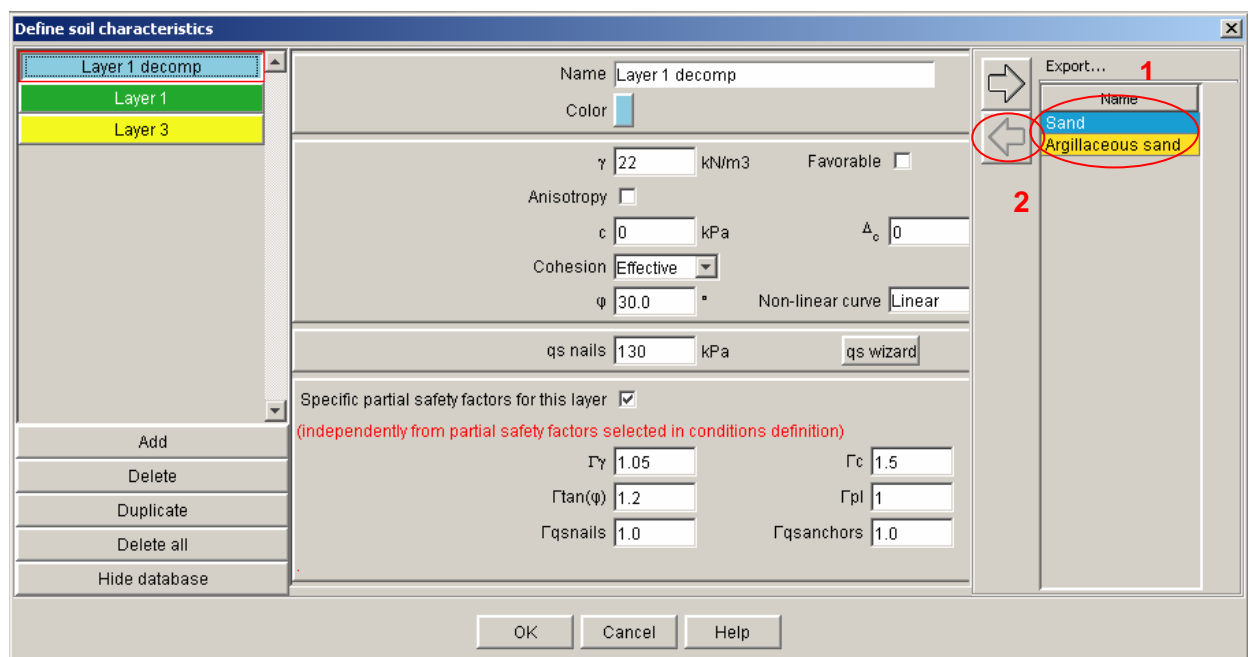 Define soil characteristics
Layer 1 decomp
Layer 1
Layer 3
Add
Delete
Duplicate
Delete all
Hide database
Name Layer 1 decomp
Color
γ 22 kN/m3 Favorable
Anisotropy
c 0 kPa Δc 0
Cohesion Effective
φ 30.0 ° Non-linear curve Linear
qs nails 130 kPa qs wizard
Specific partial safety factors for this layer
(independently from partial safety factors selected in conditions definition)
Γγ 1.05 Γc 1.5
Γtan(φ) 1.2 Γpl 1
Γqsnails 1.0 Γqsanchors 1.0
Export... 1
Name
Sand
Argillaceous sand
2
OK Cancel Help